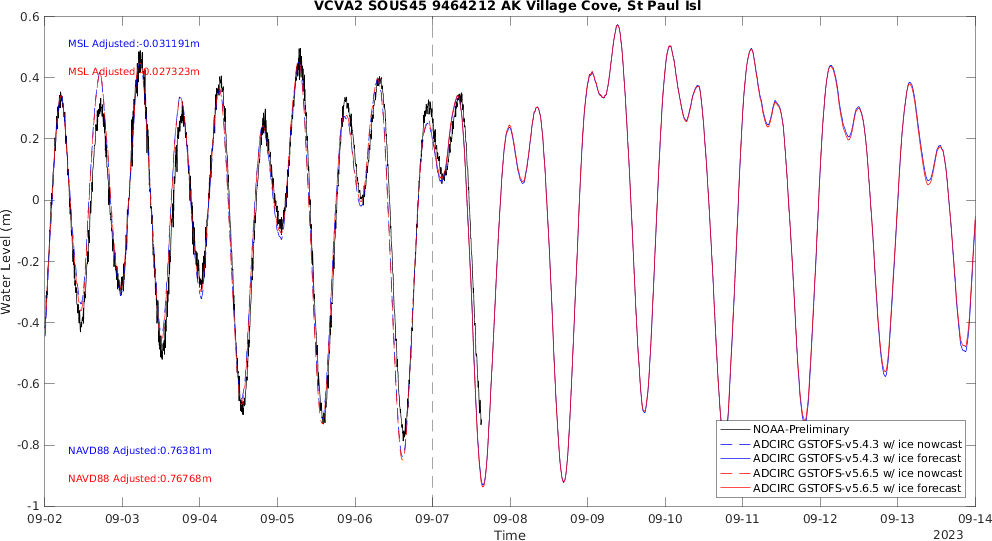 VCVA2 SOUS45 9464212 AK Village Cove, St Paul Isl
0.6
MSL Adjusted:-0.031191m
MSL Adjusted:-0.027323m
0.4
0.2
0
-0.2
-0.4
-0.6
-0.8
-1
Water Level (m)
NAVD88 Adjusted:0.76381m
NAVD88 Adjusted:0.76768m
NOAA-Preliminary
ADCIRC GSTOFS-v5.4.3 w/ ice nowcast
ADCIRC GSTOFS-v5.4.3 w/ ice forecast
ADCIRC GSTOFS-v5.6.5 w/ ice nowcast
ADCIRC GSTOFS-v5.6.5 w/ ice forecast
09-02 09-03 09-04 09-05 09-06 09-07 09-08 09-09 09-10 09-11 09-12 09-13 09-14
Time
2023